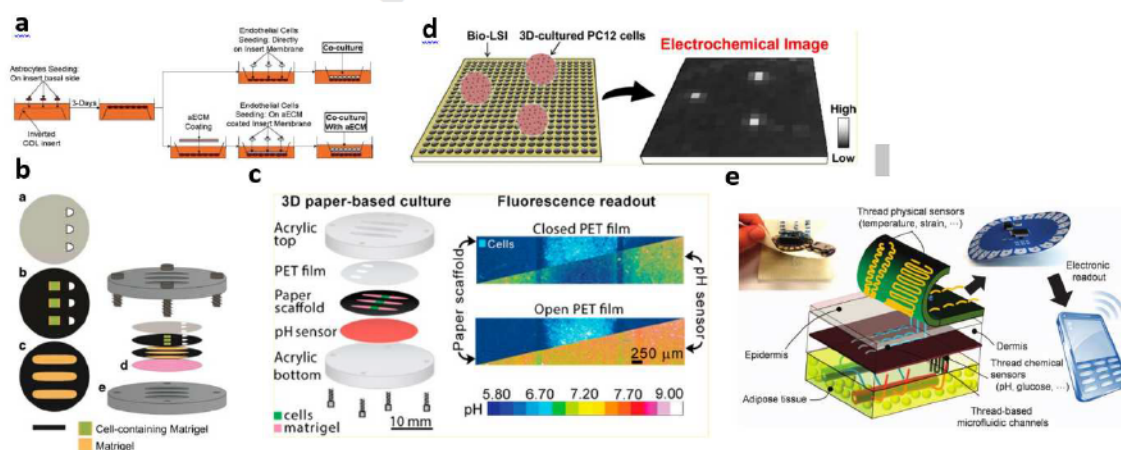 a
Astrocytes Seeding:
On insert basal side
3-Days
Inverted
COL insert
Endothelial Cells
Seeding: Directly
on Insert Membrane
Co-culture
aECM
Coating
Endothelial Cells
Seeding: On aECM
coated Insert Membrane
Co-culture
With aECM
d
Bio-LSI
3D-cultured PC12 cells
Electrochemical Image
High
Low
b
a
b
c
d
e
Cell-containing Matrigel
Matrigel
c
3D paper-based culture
Acrylic
top
PET film
Paper
scaffold
pH sensor
Acrylic
bottom
cells
matrigel
10 mm
Fluorescence readout
Closed PET film
Cells
Paper scaffold
pH sensor
Open PET film
250 µm
5.80 6.70 7.20 7.70 9.00
pH
e
Thread physical sensors
(temperature, strain, ···)
Electronic
readout
Epidermis
Dermis
Thread chemical
sensors
(pH, glucose, ···)
Adipose tissue
Thread-based
microfluidic channels